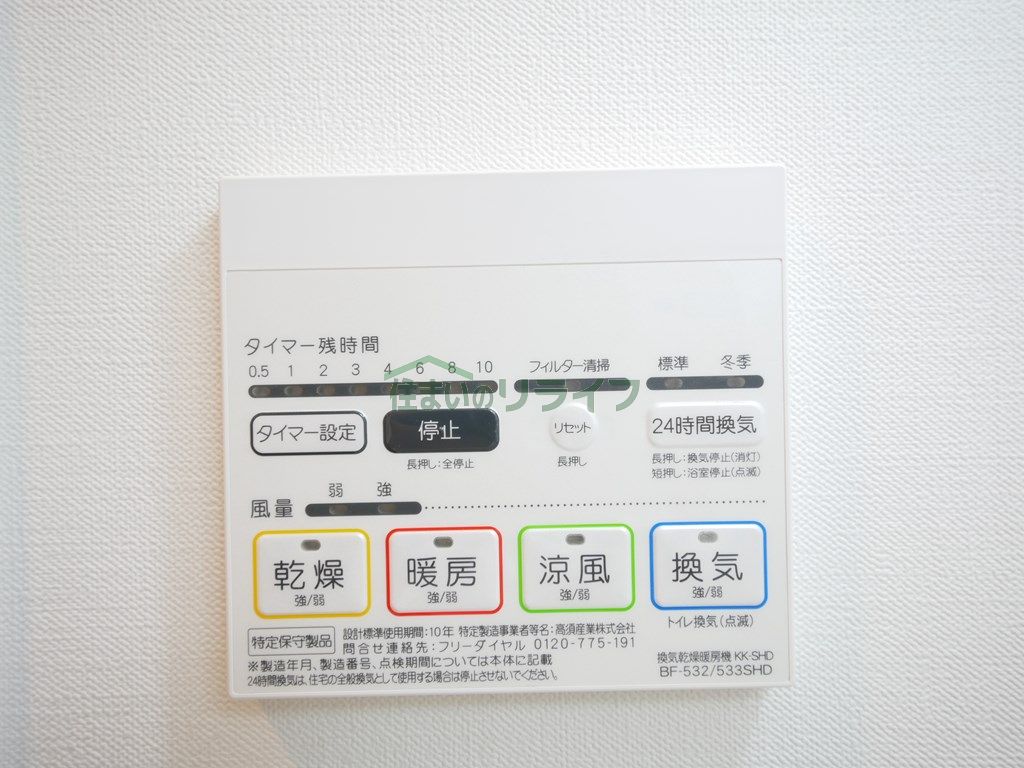 タイマー残時間
0.5 1 2 3 4 6 8 10
フィルター清掃
標準 冬季
住まいのリライフ
タイマー設定
停止
長押し:全停止
リセット
長押し
24時間換気
長押し:換気停止(消灯)
短押し:浴室停止(点滅)
風量 弱 強
乾燥
強/弱
暖房
強/弱
涼風
強/弱
換気
強/弱
トイレ換気(点滅)
特定保守製品
設計標準使用期間:10年 特定製造事業者等名:高須産業株式会社
問合せ連絡先:フリーダイヤル 0120-775-191
※製造年月、製造番号、点検期間については本体に記載
24時間換気は、住宅の全般換気として使用する場合は停止させないでください。
換気乾燥暖房機 KK-SHD
BF-532/533SHD